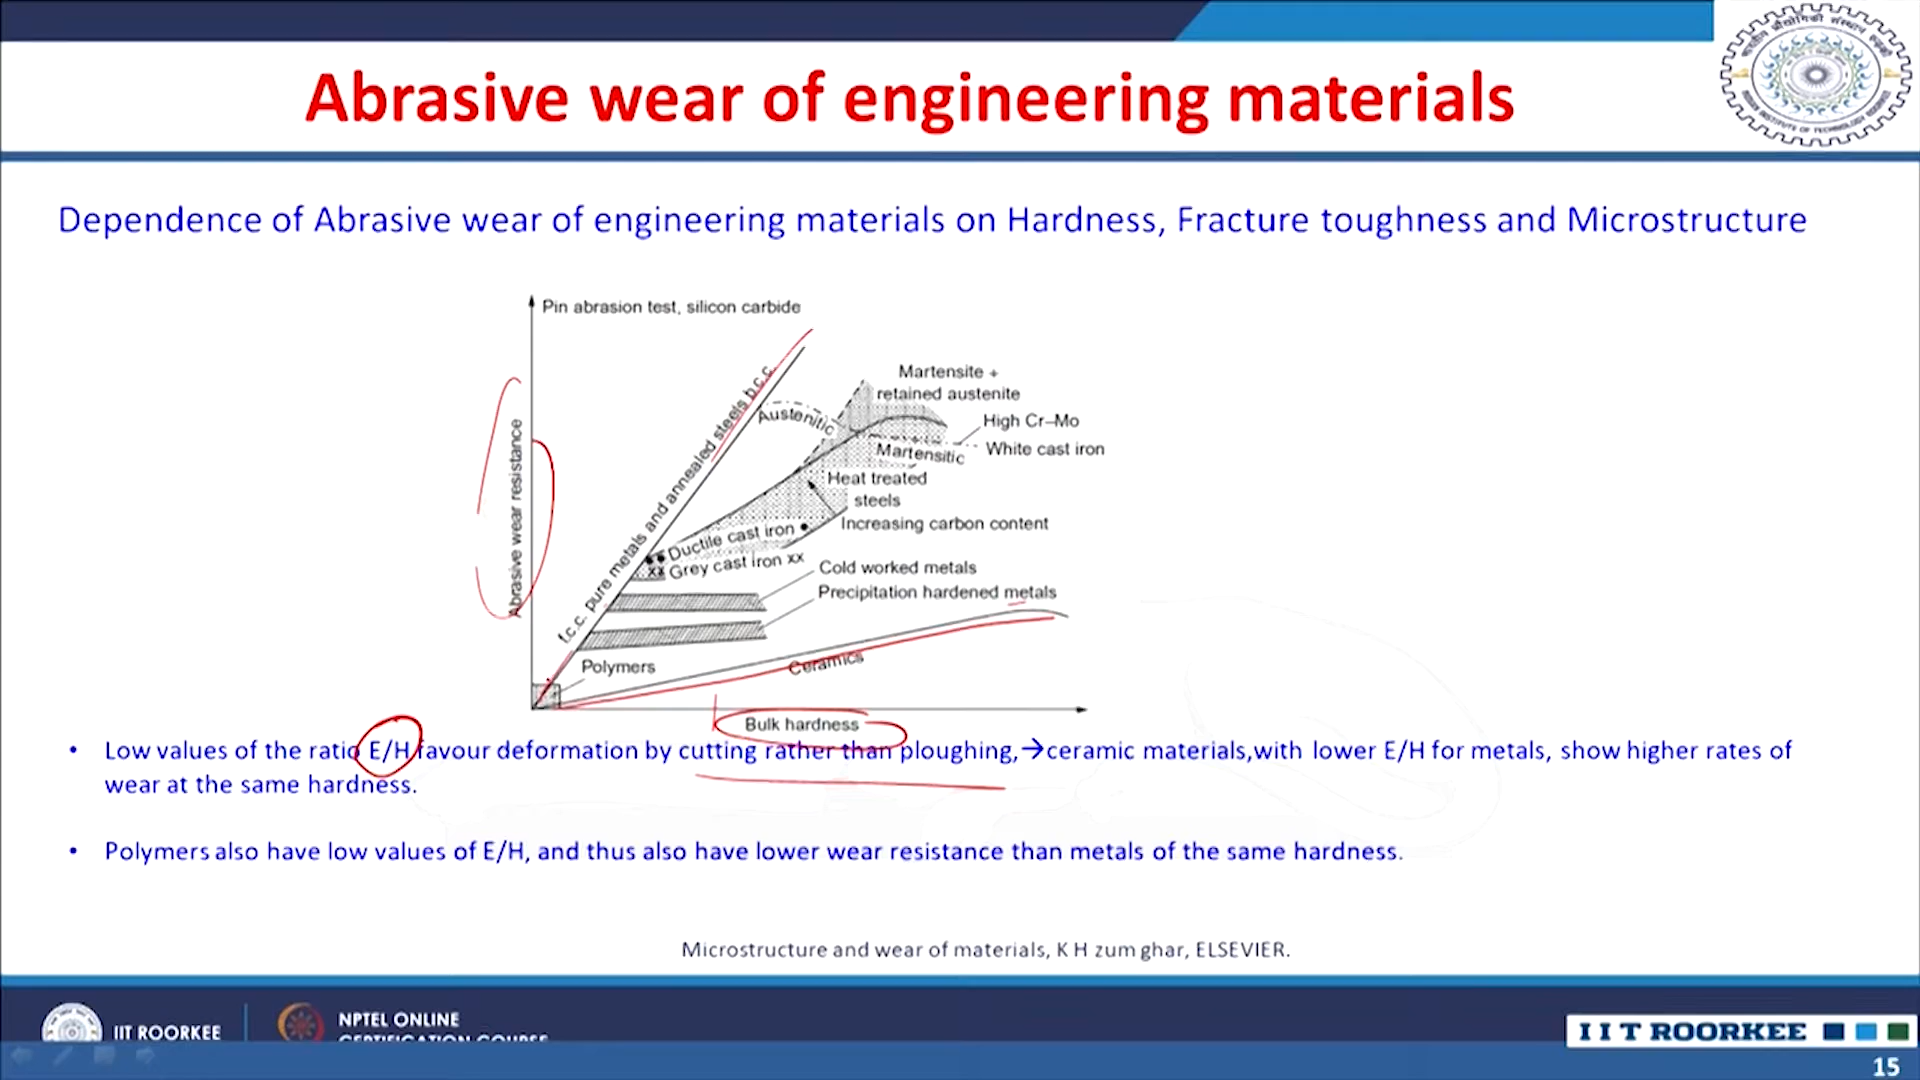 Abrasive wear of engineering materials
Dependence of Abrasive wear of engineering materials on Hardness, Fracture toughness and Microstructure
Pin abrasion test, silicon carbide
Abrasive wear resistance
f.c.c. pure metals and annealed steels b.c.c.
Austenitic
Martensite +
retained austenite
High Cr–Mo
White cast iron
Martensitic
Heat treated
steels
Increasing carbon content
Ductile cast iron
Grey cast iron xx
Cold worked metals
Precipitation hardened metals
Polymers
Ceramics
Bulk hardness
• Low values of the ratio E/H favour deformation by cutting rather than ploughing,→ceramic materials,with lower E/H for metals, show higher rates of
wear at the same hardness.
• Polymers also have low values of E/H, and thus also have lower wear resistance than metals of the same hardness.
Microstructure and wear of materials, K H zum ghar, ELSEVIER.
IIT ROORKEE
NPTEL ONLINE
CERTIFICATION COURSE
IIT ROORKEE
15